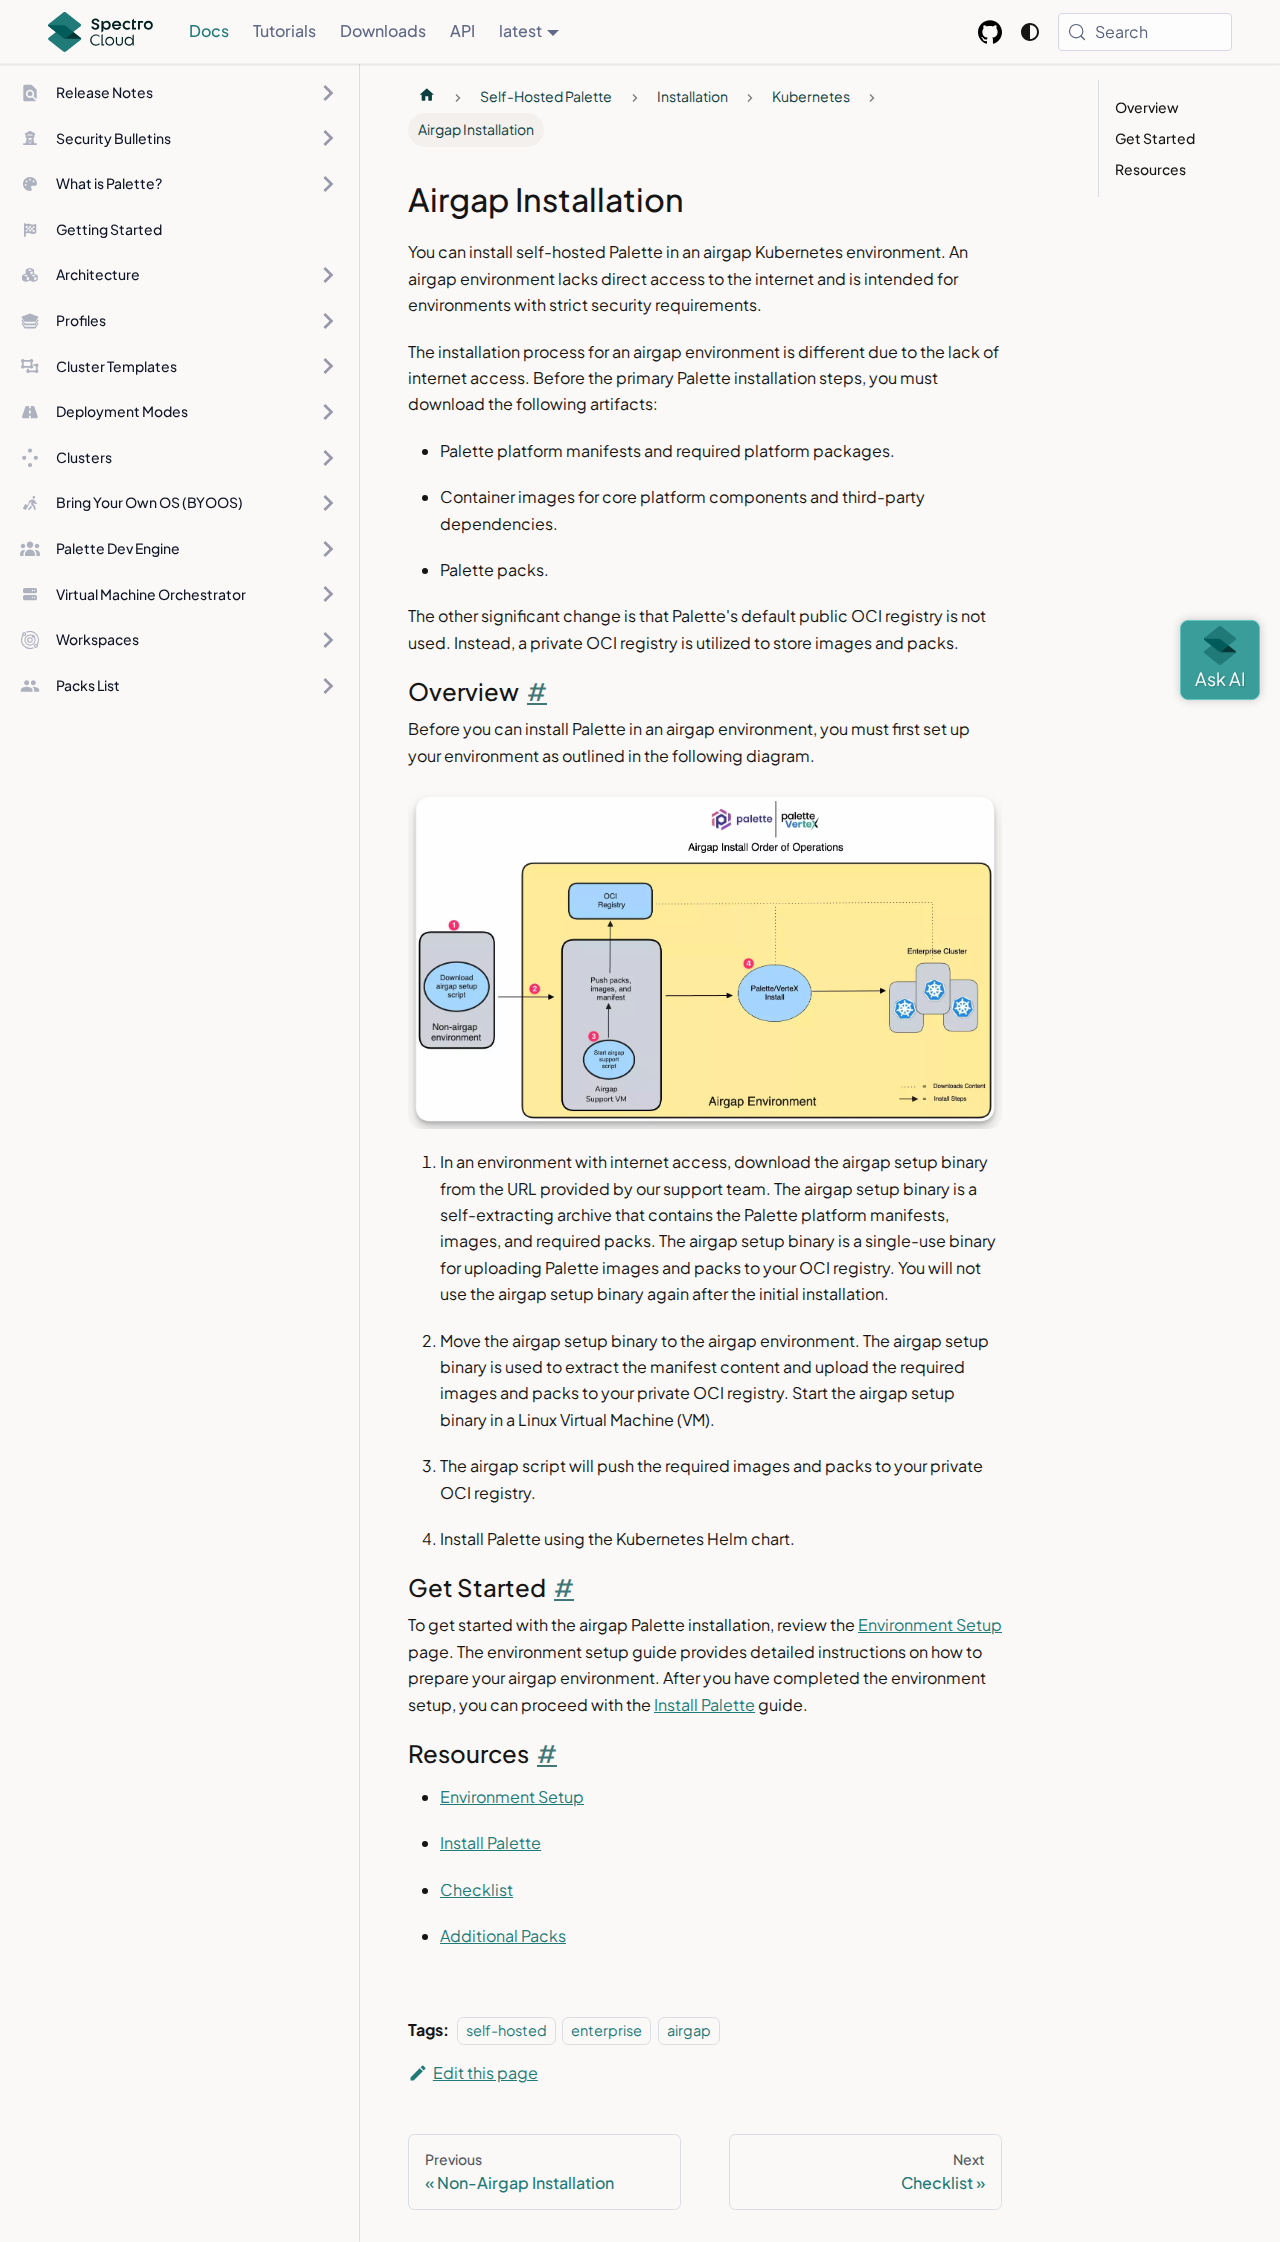 Spectro Cloud
Docs
Tutorials
Downloads
API
latest
Search
Release Notes
Security Bulletins
What is Palette?
Getting Started
Architecture
Profiles
Cluster Templates
Deployment Modes
Clusters
Bring Your Own OS (BYOOS)
Palette Dev Engine
Virtual Machine Orchestrator
Workspaces
Packs List
Self-Hosted Palette
Installation
Kubernetes
Airgap Installation
Overview
Get Started
Resources
Airgap Installation
You can install self-hosted Palette in an airgap Kubernetes environment. An
airgap environment lacks direct access to the internet and is intended for
environments with strict security requirements.
The installation process for an airgap environment is different due to the lack of
internet access. Before the primary Palette installation steps, you must
download the following artifacts:
Palette platform manifests and required platform packages.
Container images for core platform components and third-party
dependencies.
Palette packs.
The other significant change is that Palette's default public OCI registry is not
used. Instead, a private OCI registry is utilized to store images and packs.
Ask AI
Overview #
Before you can install Palette in an airgap environment, you must first set up
your environment as outlined in the following diagram.
palette
palette VerteX
Airgap Install Order of Operations
OCI
Registry
1
Download
airgap setup
script
Non-airgap
environment
2
Push packs,
images, and
manifest
3
Start airgap
support
script
Airgap
Support VM
4
Palette/VerteX
Install
Enterprise Cluster
Airgap Environment
= Downloads Content
= Install Steps
1. In an environment with internet access, download the airgap setup binary
from the URL provided by our support team. The airgap setup binary is a
self-extracting archive that contains the Palette platform manifests,
images, and required packs. The airgap setup binary is a single-use binary
for uploading Palette images and packs to your OCI registry. You will not
use the airgap setup binary again after the initial installation.
2. Move the airgap setup binary to the airgap environment. The airgap setup
binary is used to extract the manifest content and upload the required
images and packs to your private OCI registry. Start the airgap setup
binary in a Linux Virtual Machine (VM).
3. The airgap script will push the required images and packs to your private
OCI registry.
4. Install Palette using the Kubernetes Helm chart.
Get Started #
To get started with the airgap Palette installation, review the Environment Setup
page. The environment setup guide provides detailed instructions on how to
prepare your airgap environment. After you have completed the environment
setup, you can proceed with the Install Palette guide.
Resources #
Environment Setup
Install Palette
Checklist
Additional Packs
Tags: self-hosted enterprise airgap
Edit this page
Previous
« Non-Airgap Installation
Next
Checklist »